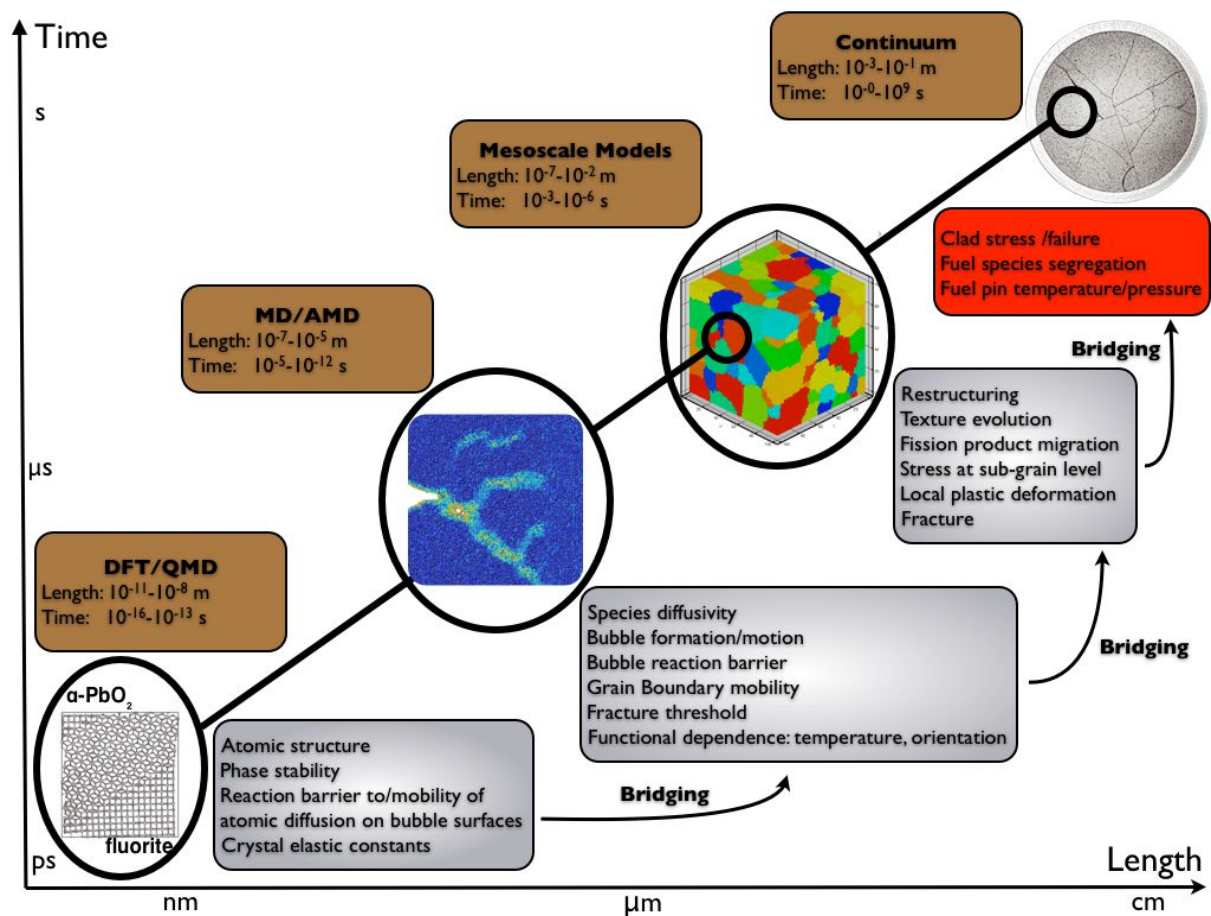 Time
s
μs
ps
Continuum
Length: 10⁻³-10⁻¹ m
Time: 10⁻⁰-10⁹ s
Mesoscale Models
Length: 10⁻⁷-10⁻² m
Time: 10⁻³-10⁻⁶ s
MD/AMD
Length: 10⁻⁷-10⁻⁵ m
Time: 10⁻⁵-10⁻¹² s
DFT/QMD
Length: 10⁻¹¹-10⁻⁸ m
Time: 10⁻¹⁶-10⁻¹³ s
α-PbO₂
fluorite
Clad stress /failure
Fuel species segregation
Fuel pin temperature/pressure
Bridging
Restructuring
Texture evolution
Fission product migration
Stress at sub-grain level
Local plastic deformation
Fracture
Bridging
Species diffusivity
Bubble formation/motion
Bubble reaction barrier
Grain Boundary mobility
Fracture threshold
Functional dependence: temperature, orientation
Bridging
Atomic structure
Phase stability
Reaction barrier to/mobility of
atomic diffusion on bubble surfaces
Crystal elastic constants
Length
nm
μm
cm